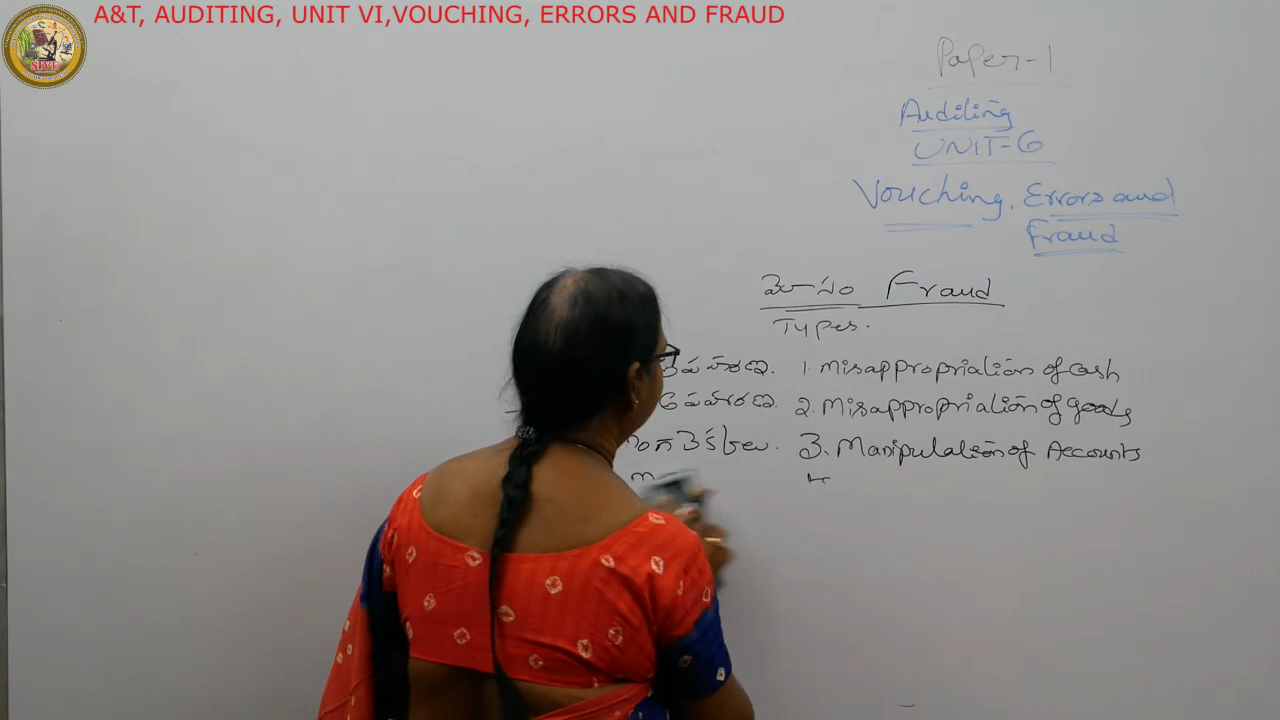 A&T, AUDITING, UNIT VI,VOUCHING, ERRORS AND FRAUD
SIVE
Paper-1
Auditing
UNIT-6
Vouching, Errors and
Fraud
మోసం Fraud
Types.
1. Misappropriation of Cash
2. Misappropriation of goods
3. Manipulation of Accounts